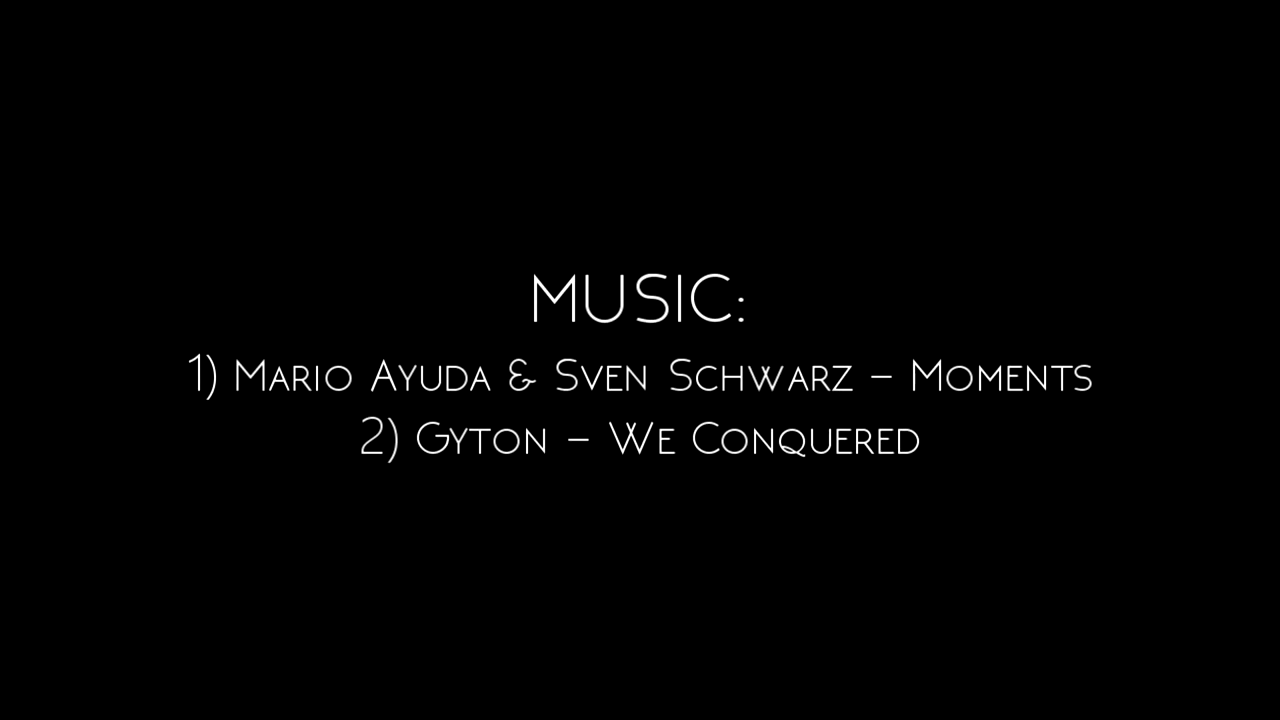 MUSIC:
1) Mario Ayuda & Sven Schwarz – Moments
2) Gyton – We Conquered